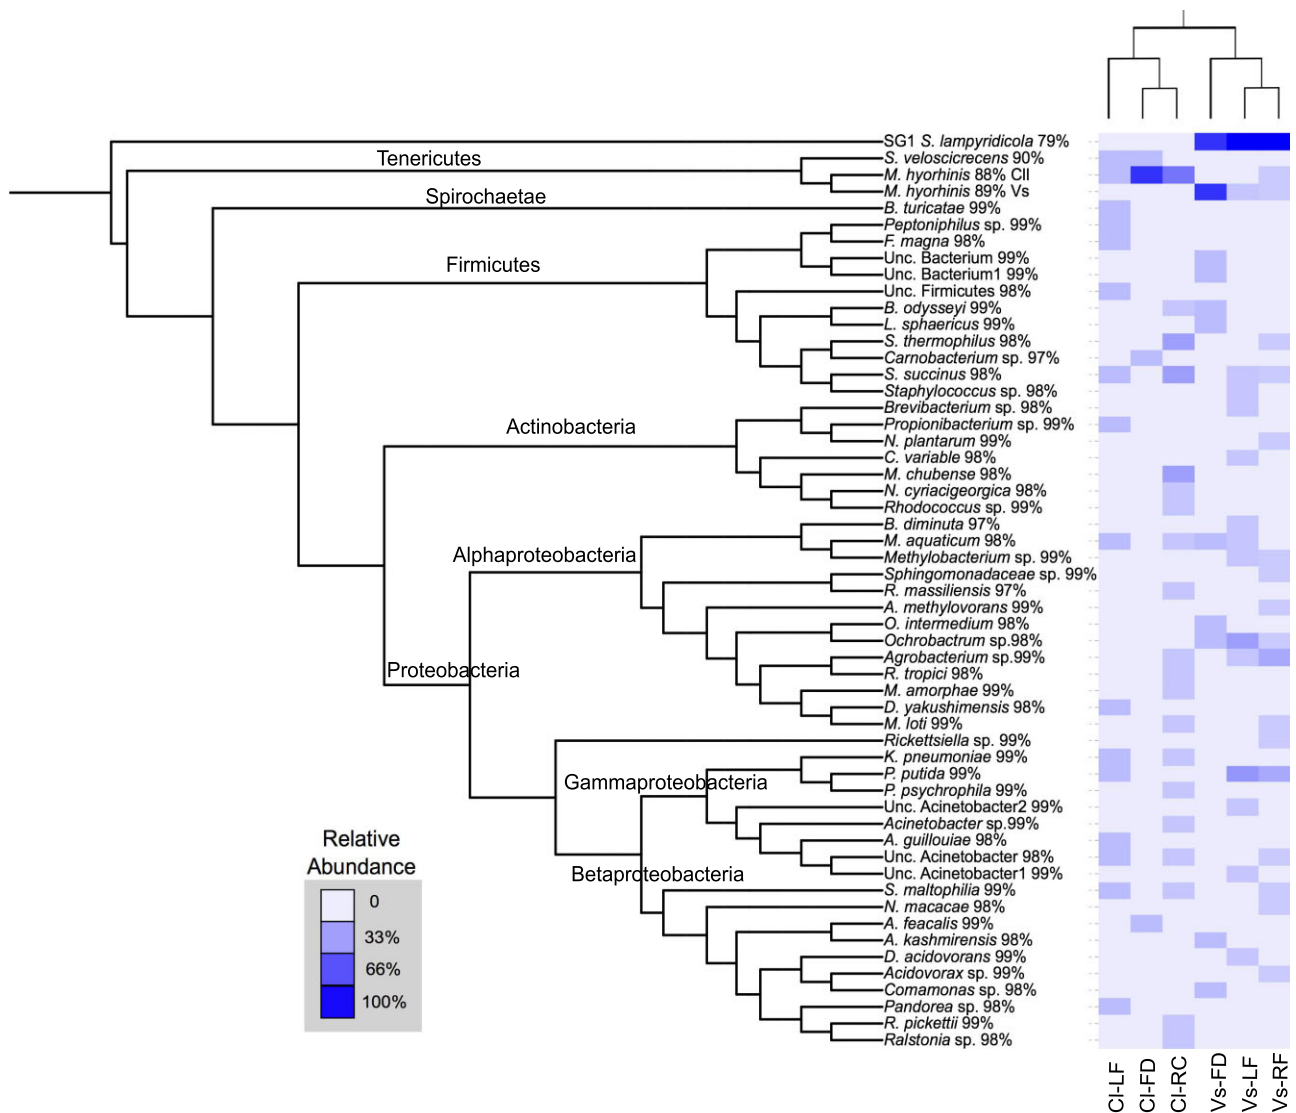 SG1 S. lampyridicola 79%
Tenericutes
S. veloscicrecens 90%
M. hyorhinis 88% Cll
M. hyorhinis 89% Vs
Spirochaetae
B. turicatae 99%
Peptoniphilus sp. 99%
F. magna 98%
Firmicutes
Unc. Bacterium 99%
Unc. Bacterium1 99%
Unc. Firmicutes 98%
B. odysseyi 99%
L. sphaericus 99%
S. thermophilus 98%
Carnobacterium sp. 97%
S. succinus 98%
Staphylococcus sp. 98%
Brevibacterium sp. 98%
Actinobacteria
Propionibacterium sp. 99%
N. plantarum 99%
C. variable 98%
M. chubense 98%
N. cyriacigeorgica 98%
Rhodococcus sp. 99%
B. diminuta 97%
M. aquaticum 98%
Alphaproteobacteria
Methylobacterium sp. 99%
Sphingomonadaceae sp. 99%
R. massiliensis 97%
A. methylovorans 99%
O. intermedium 98%
Ochrobactrum sp.98%
Agrobacterium sp.99%
Proteobacteria
R. tropici 98%
M. amorphae 99%
D. yakushimensis 98%
M. loti 99%
Rickettsiella sp. 99%
K. pneumoniae 99%
Gammaproteobacteria
P. putida 99%
P. psychrophila 99%
Unc. Acinetobacter2 99%
Acinetobacter sp.99%
A. guillouiae 98%
Unc. Acinetobacter 98%
Unc. Acinetobacter1 99%
Betaproteobacteria
S. maltophilia 99%
N. macacae 98%
A. feacalis 99%
A. kashmirensis 98%
D. acidovorans 99%
Acidovorax sp. 99%
Comamonas sp. 98%
Pandorea sp. 98%
R. pickettii 99%
Ralstonia sp. 98%
Relative
Abundance
0
33%
66%
100%
Cl-LF
Cl-FD
Cl-RC
Vs-FD
Vs-LF
Vs-RF